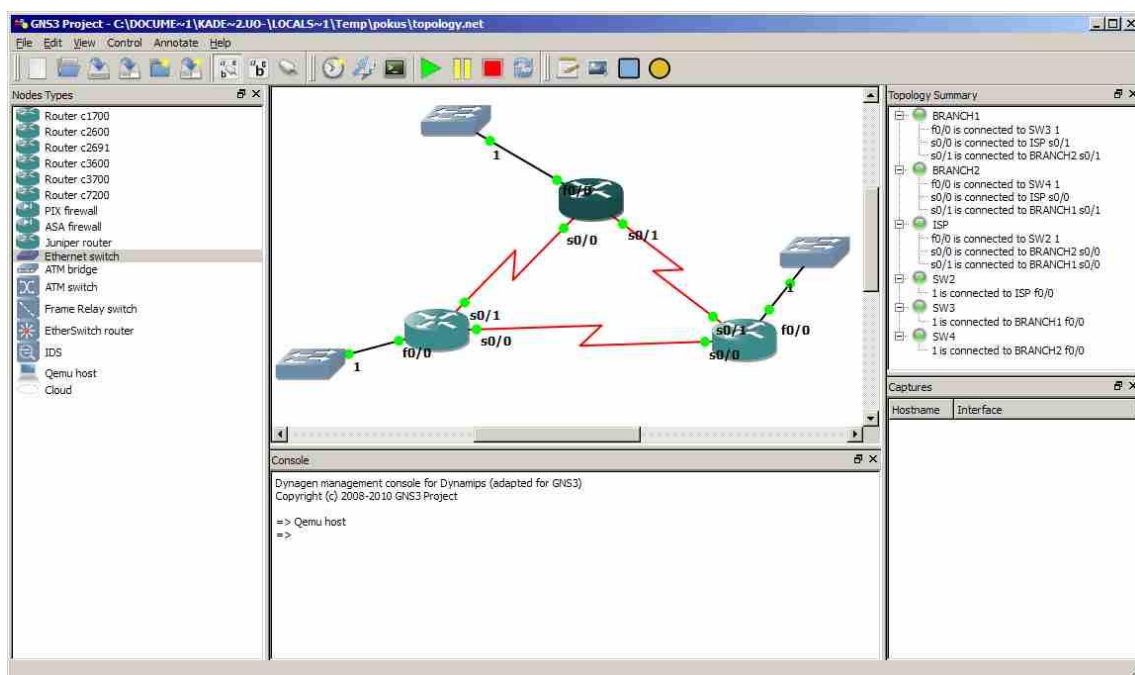 GNS3 Project - C:\DOCUME~1\KADE~2.UO-\LOCALS~1\Temp\pokus\topology.net
File Edit View Control Annotate Help
Nodes Types
Router c1700
Router c2600
Router c2691
Router c3600
Router c3700
Router c7200
PIX firewall
ASA firewall
Juniper router
Ethernet switch
ATM bridge
ATM switch
Frame Relay switch
EtherSwitch router
IDS
Qemu host
Cloud
1
f0/0
s0/0
s0/1
1
s0/1
s0/0
f0/0
1
s0/1
f0/0
s0/0
Console
Dynagen management console for Dynamips (adapted for GNS3)
Copyright (c) 2008-2010 GNS3 Project
=> Qemu host
=>
Topology Summary
BRANCH1
f0/0 is connected to SW3 1
s0/0 is connected to ISP s0/1
s0/1 is connected to BRANCH2 s0/1
BRANCH2
f0/0 is connected to SW4 1
s0/0 is connected to ISP s0/0
s0/1 is connected to BRANCH1 s0/1
ISP
f0/0 is connected to SW2 1
s0/0 is connected to BRANCH2 s0/0
s0/1 is connected to BRANCH1 s0/0
SW2
1 is connected to ISP f0/0
SW3
1 is connected to BRANCH1 f0/0
SW4
1 is connected to BRANCH2 f0/0
Captures
Hostname Interface